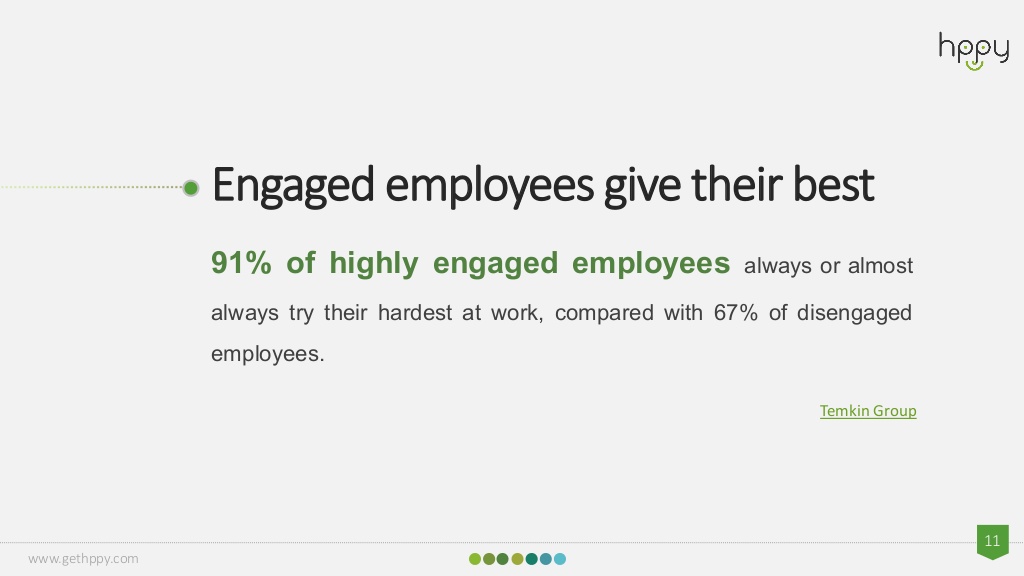 hppy
Engaged employees give their best
91% of highly engaged employees always or almost
always try their hardest at work, compared with 67% of disengaged
employees.
Temkin Group
www.gethppy.com
11